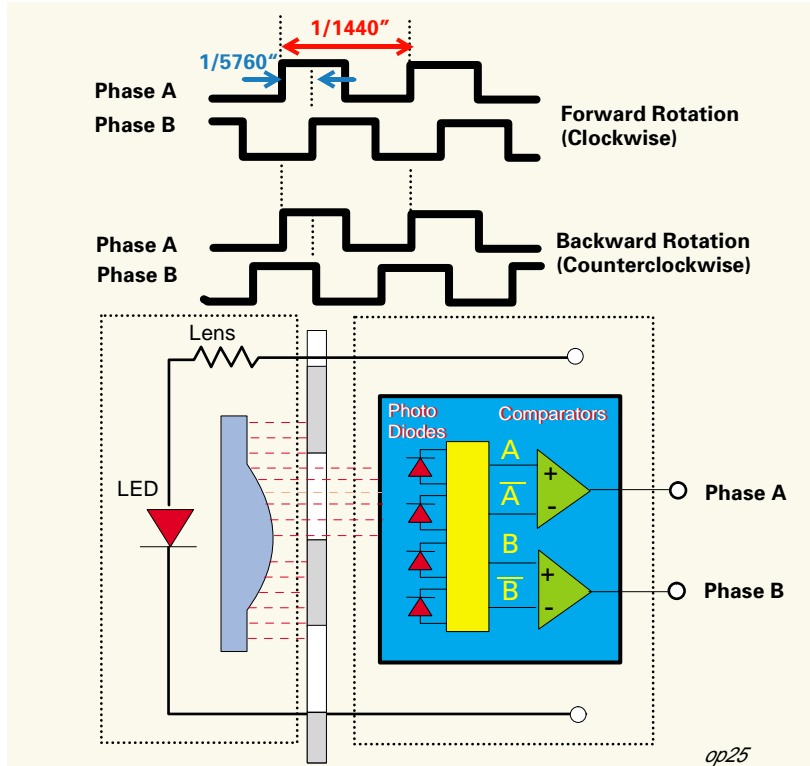 1/1440"
1/5760"
Phase A
Phase B
Forward Rotation
(Clockwise)
Phase A
Phase B
Backward Rotation
(Counterclockwise)
Lens
LED
Photo
Diodes
Comparators
A
+
A̅
-
Phase A
B
+
B̅
-
Phase B
op25